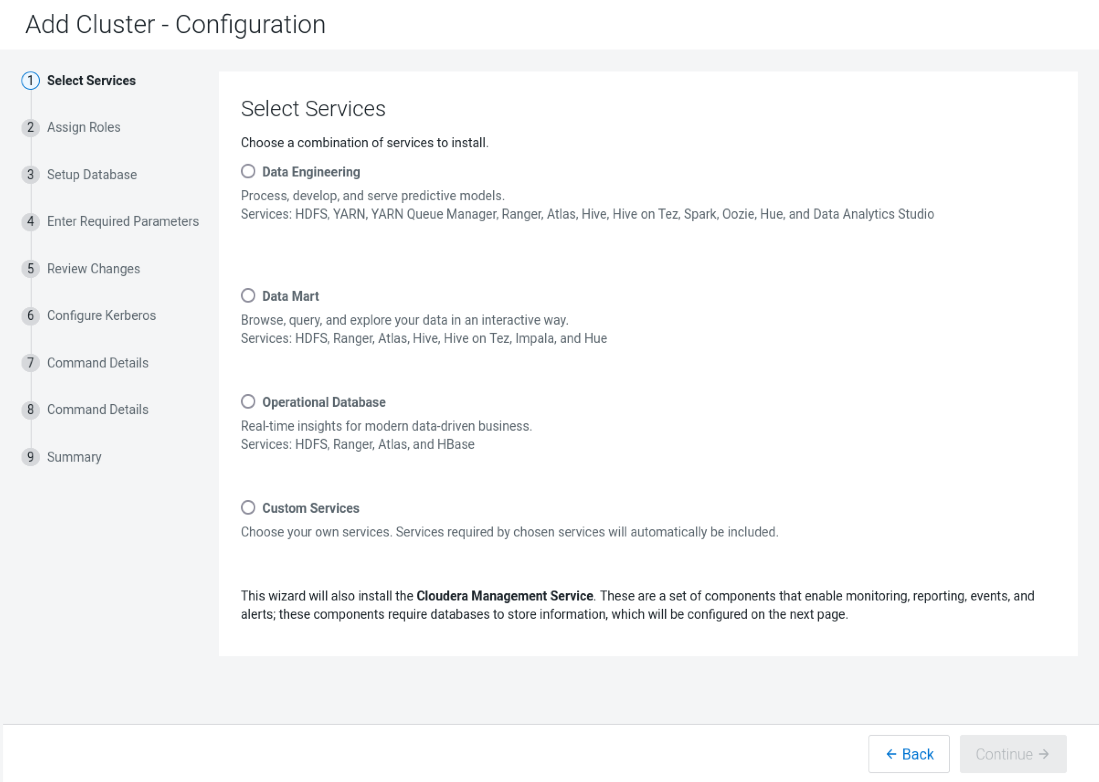 Add Cluster - Configuration
1 Select Services
2 Assign Roles
3 Setup Database
4 Enter Required Parameters
5 Review Changes
6 Configure Kerberos
7 Command Details
8 Command Details
9 Summary
Select Services
Choose a combination of services to install.
Data Engineering
Process, develop, and serve predictive models.
Services: HDFS, YARN, YARN Queue Manager, Ranger, Atlas, Hive, Hive on Tez, Spark, Oozie, Hue, and Data Analytics Studio
Data Mart
Browse, query, and explore your data in an interactive way.
Services: HDFS, Ranger, Atlas, Hive, Hive on Tez, Impala, and Hue
Operational Database
Real-time insights for modern data-driven business.
Services: HDFS, Ranger, Atlas, and HBase
Custom Services
Choose your own services. Services required by chosen services will automatically be included.
This wizard will also install the Cloudera Management Service. These are a set of components that enable monitoring, reporting, events, and
alerts; these components require databases to store information, which will be configured on the next page.
← Back
Continue →